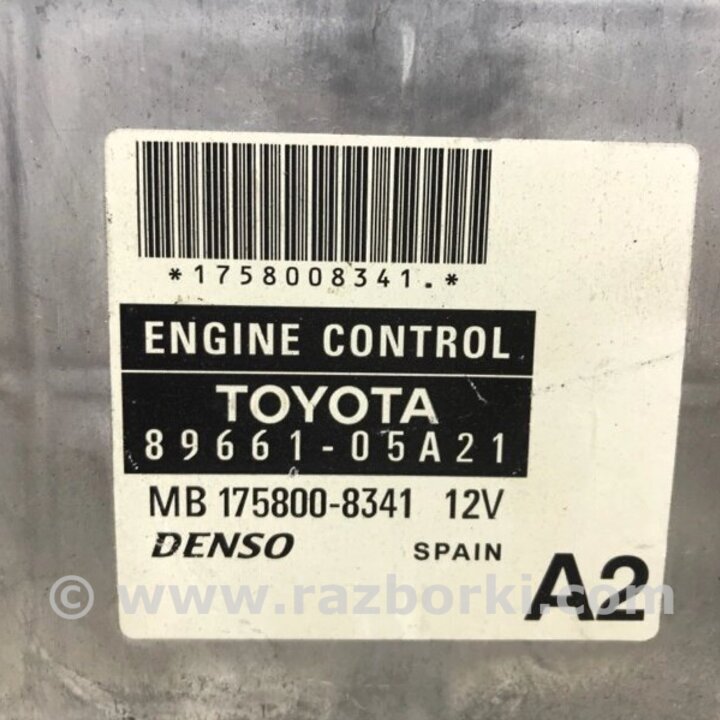 *1758008341.*
ENGINE CONTROL
TOYOTA
89661-05A21
MB 175800-8341 12V
DENSO SPAIN
A2
© www.razborki.com